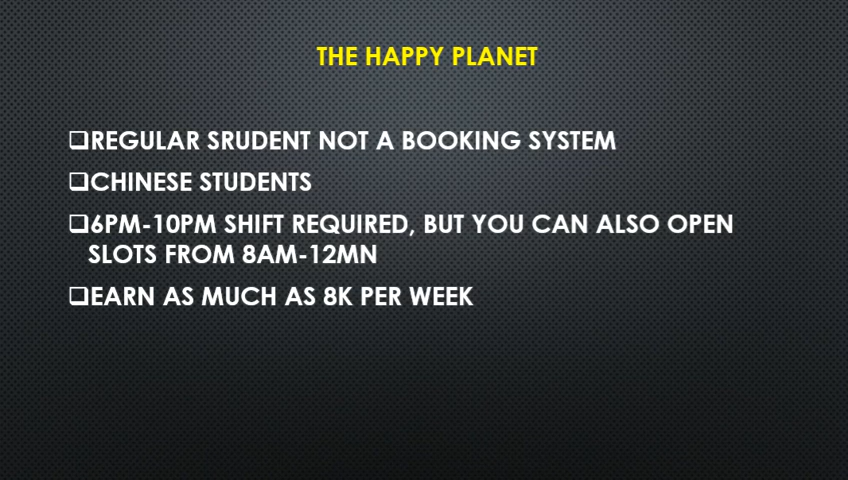 THE HAPPY PLANET
❑REGULAR SRUDENT NOT A BOOKING SYSTEM
❑CHINESE STUDENTS
❑6PM-10PM SHIFT REQUIRED, BUT YOU CAN ALSO OPEN
SLOTS FROM 8AM-12MN
❑EARN AS MUCH AS 8K PER WEEK